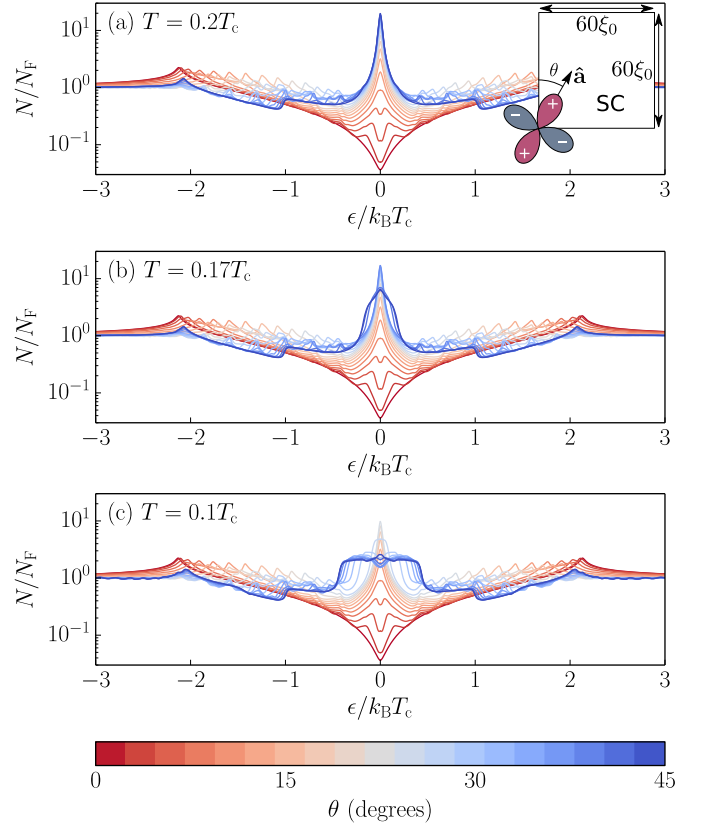 (a) T = 0.2T_c
60ξ_0
60ξ_0
θ
â
SC
+
−
−
+
N/N_F
10^1
10^0
10^−1
−3 −2 −1 0 1 2 3
ϵ/k_BT_c
(b) T = 0.17T_c
N/N_F
10^1
10^0
10^−1
−3 −2 −1 0 1 2 3
ϵ/k_BT_c
(c) T = 0.1T_c
N/N_F
10^1
10^0
10^−1
−3 −2 −1 0 1 2 3
ϵ/k_BT_c
0 15 30 45
θ (degrees)